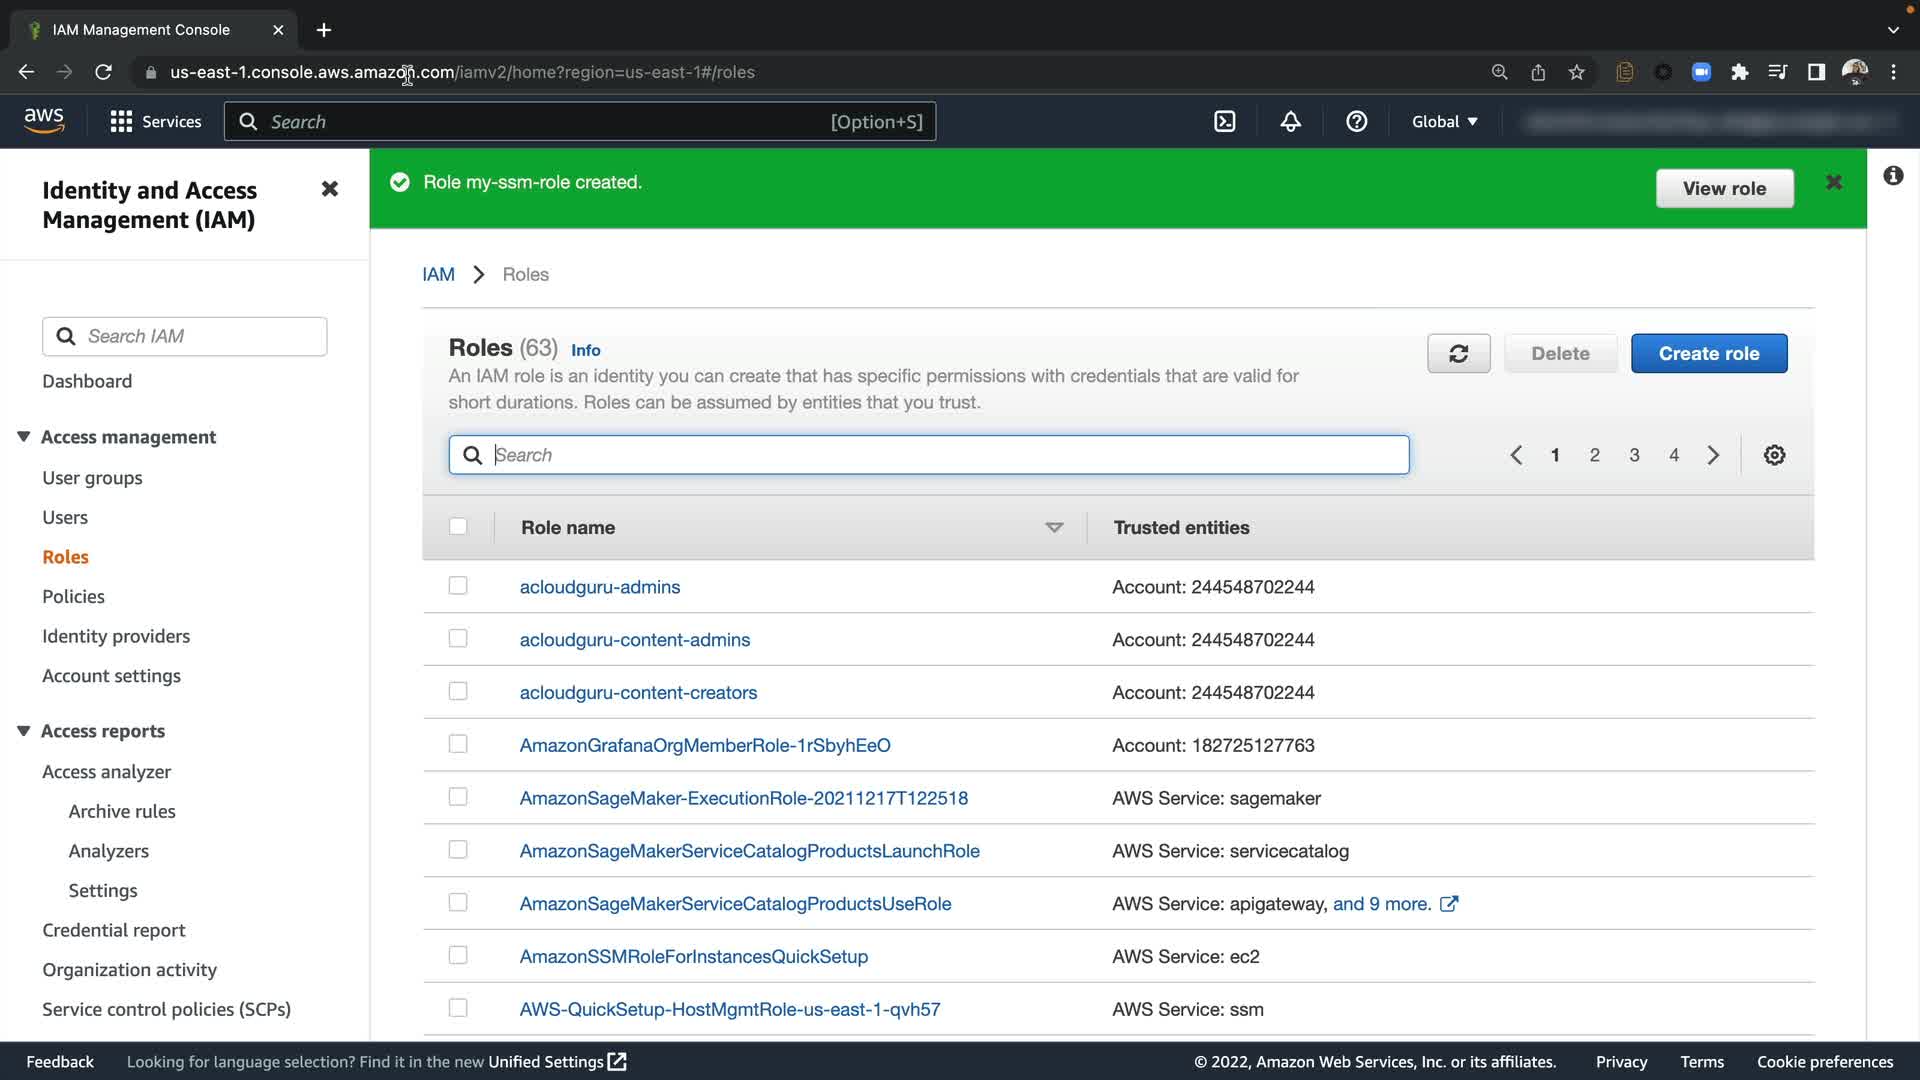 IAM Management Console
us-east-1.console.aws.amazon.com/iamv2/home?region=us-east-1#/roles
aws
Services
Search
[Option+S]
Global
Identity and Access
Management (IAM)
Role my-ssm-role created.
View role
Search IAM
Dashboard
Access management
User groups
Users
Roles
Policies
Identity providers
Account settings
Access reports
Access analyzer
Archive rules
Analyzers
Settings
Credential report
Organization activity
Service control policies (SCPs)
IAM
Roles
Roles (63) Info
An IAM role is an identity you can create that has specific permissions with credentials that are valid for
short durations. Roles can be assumed by entities that you trust.
Delete
Create role
Search
1 2 3 4
Role name Trusted entities
acloudguru-admins Account: 244548702244
acloudguru-content-admins Account: 244548702244
acloudguru-content-creators Account: 244548702244
AmazonGrafanaOrgMemberRole-1rSbyhEeO Account: 182725127763
AmazonSageMaker-ExecutionRole-20211217T122518 AWS Service: sagemaker
AmazonSageMakerServiceCatalogProductsLaunchRole AWS Service: servicecatalog
AmazonSageMakerServiceCatalogProductsUseRole AWS Service: apigateway, and 9 more.
AmazonSSMRoleForInstancesQuickSetup AWS Service: ec2
AWS-QuickSetup-HostMgmtRole-us-east-1-qvh57 AWS Service: ssm
Feedback
Looking for language selection? Find it in the new Unified Settings
© 2022, Amazon Web Services, Inc. or its affiliates.
Privacy
Terms
Cookie preferences